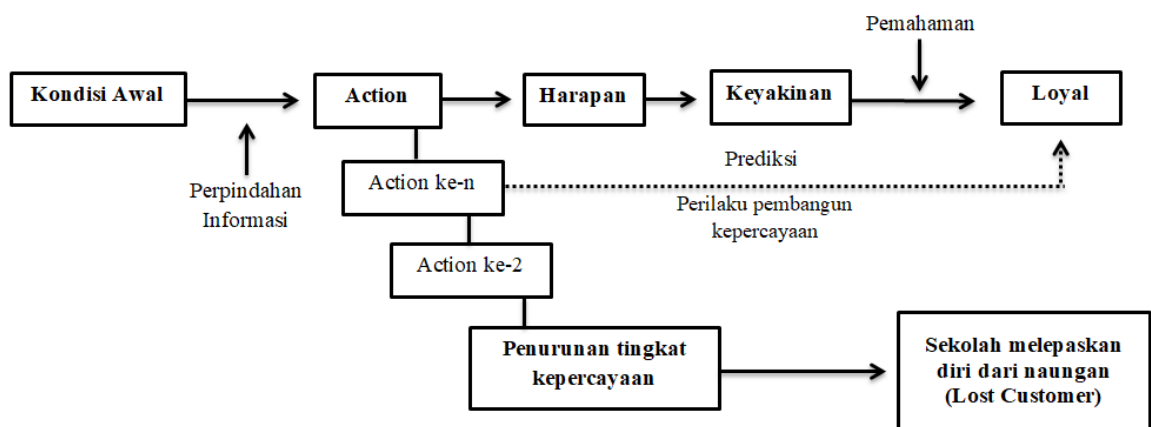 Pemahaman
Kondisi Awal
Action
Harapan
Keyakinan
Loyal
Perpindahan
Informasi
Action ke-n
Prediksi
Perilaku pembangun
kepercayaan
Action ke-2
Penurunan tingkat
kepercayaan
Sekolah melepaskan
diri dari naungan
(Lost Customer)